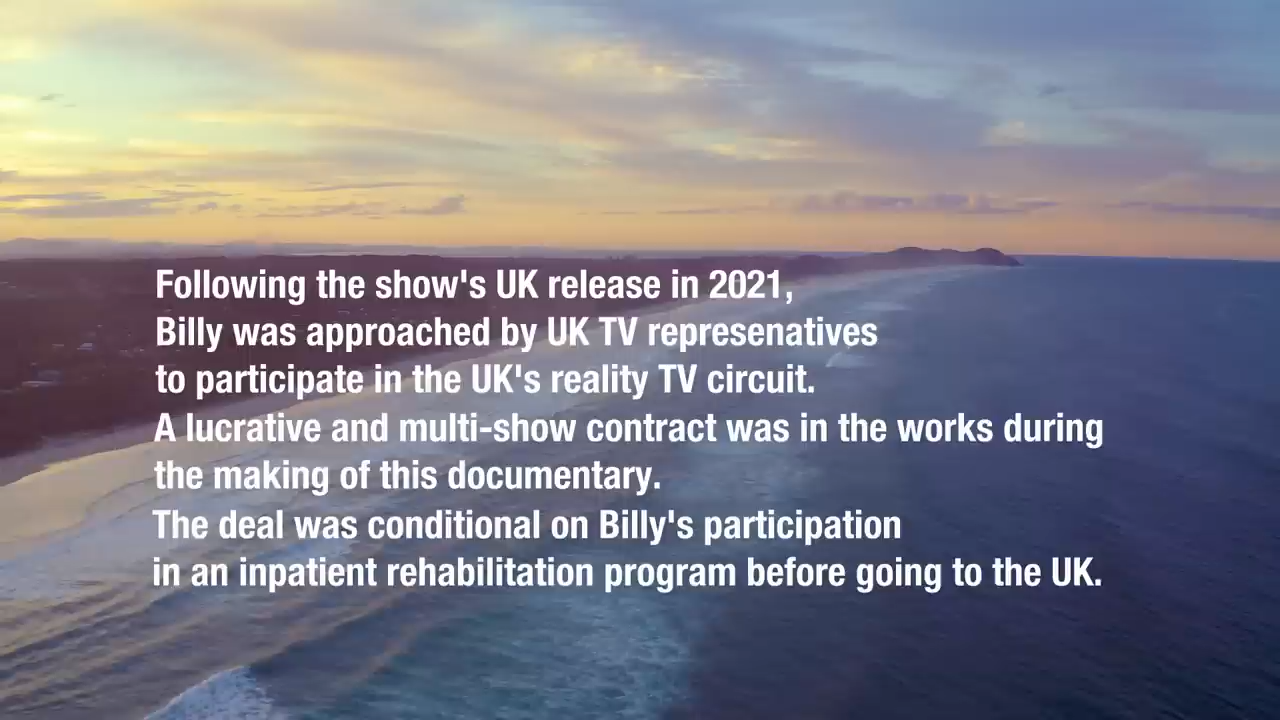 Following the show's UK release in 2021,
Billy was approached by UK TV represenatives
to participate in the UK's reality TV circuit.
A lucrative and multi-show contract was in the works during
the making of this documentary.
The deal was conditional on Billy's participation
in an inpatient rehabilitation program before going to the UK.